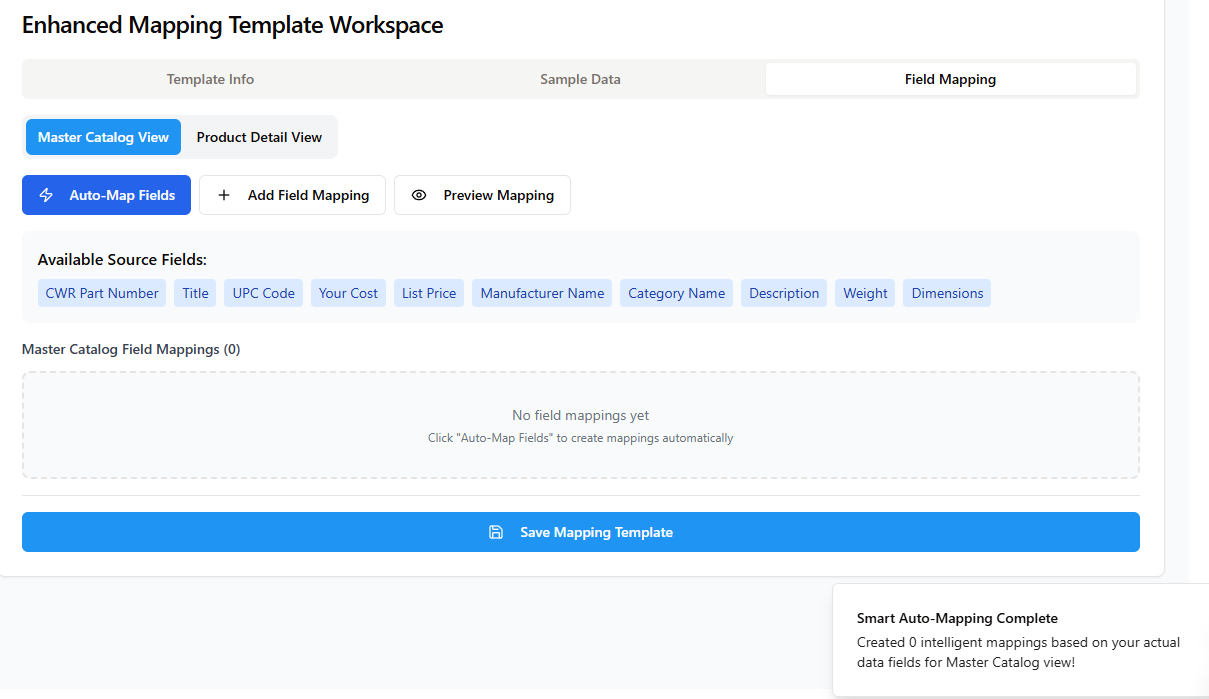 Enhanced Mapping Template Workspace
Template Info
Sample Data
Field Mapping
Master Catalog View
Product Detail View
Auto-Map Fields
Add Field Mapping
Preview Mapping
Available Source Fields:
CWR Part Number
Title
UPC Code
Your Cost
List Price
Manufacturer Name
Category Name
Description
Weight
Dimensions
Master Catalog Field Mappings (0)
No field mappings yet
Click "Auto-Map Fields" to create mappings automatically
Save Mapping Template
Smart Auto-Mapping Complete
Created 0 intelligent mappings based on your actual
data fields for Master Catalog view!